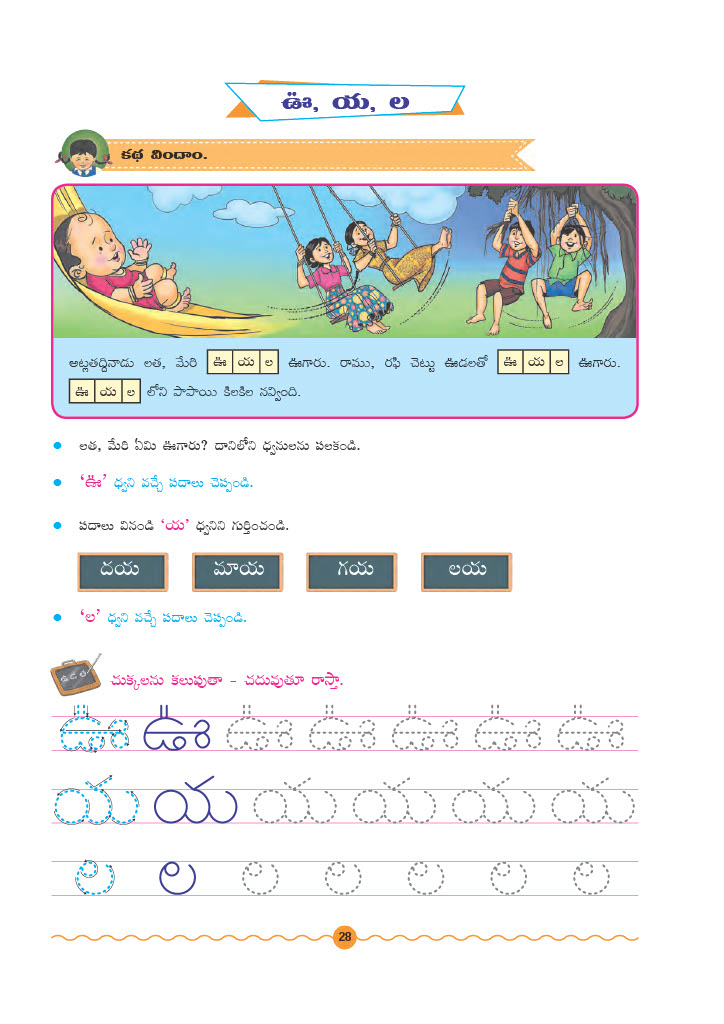 ఊ, య, ల
కథ విందాం.
అట్లతద్దినాడు లత, మేరి ఊ య ల ఊగారు. రాము, రఫి చెట్టు ఊడలతో ఊ య ల ఊగారు.
ఊ య ల లోని పాపాయి కిలకిల నవ్వింది.
లత, మేరి ఏమి ఊగారు? దానిలోని ధ్వనులను పలకండి.
‘ఊ’ ధ్వని వచ్చే పదాలు చెప్పండి.
పదాలు వినండి ‘య’ ధ్వనిని గుర్తించండి.
దయ మాయ గయ లయ
‘ల’ ధ్వని వచ్చే పదాలు చెప్పండి.
చుక్కలను కలుపుతా - చదువుతూ రాస్తా.
ఊ ఊ ఊ ఊ ఊ ఊ ఊ
య య య య య య య
ల ల ల ల ల ల ల
28